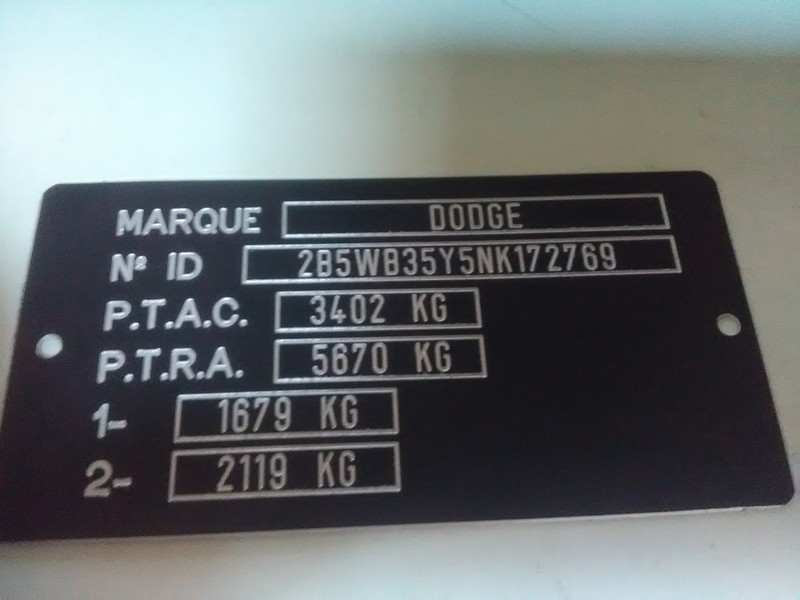 MARQUE DODGE
Nº ID 2B5WB35Y5NK172769
P.T.A.C. 3402 KG
P.T.R.A. 5670 KG
1- 1679 KG
2- 2119 KG